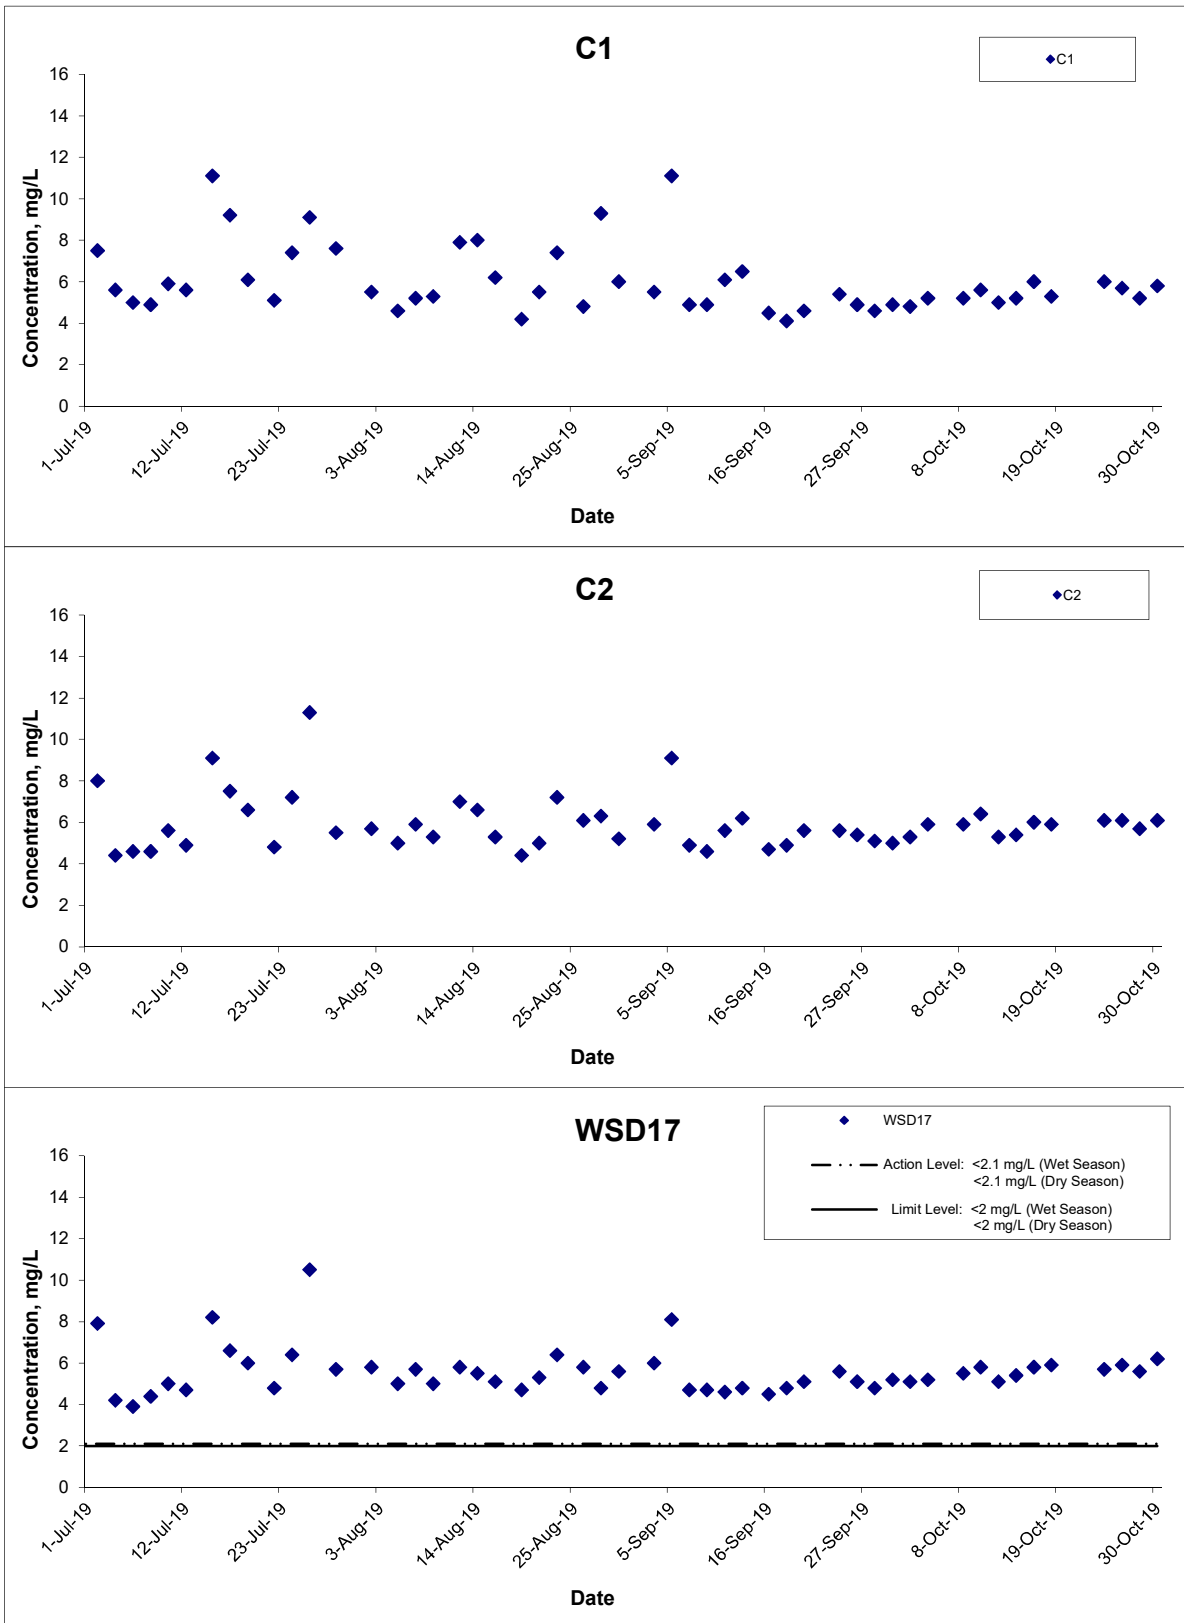 C1
C1
16
14
12
10
8
6
4
2
0
Concentration, mg/L
1-Jul-19
12-Jul-19
23-Jul-19
3-Aug-19
14-Aug-19
25-Aug-19
5-Sep-19
16-Sep-19
27-Sep-19
8-Oct-19
19-Oct-19
30-Oct-19
Date
C2
C2
16
14
12
10
8
6
4
2
0
Concentration, mg/L
1-Jul-19
12-Jul-19
23-Jul-19
3-Aug-19
14-Aug-19
25-Aug-19
5-Sep-19
16-Sep-19
27-Sep-19
8-Oct-19
19-Oct-19
30-Oct-19
Date
WSD17
WSD17
Action Level: <2.1 mg/L (Wet Season)
<2.1 mg/L (Dry Season)
Limit Level: <2 mg/L (Wet Season)
<2 mg/L (Dry Season)
16
14
12
10
8
6
4
2
0
Concentration, mg/L
1-Jul-19
12-Jul-19
23-Jul-19
3-Aug-19
14-Aug-19
25-Aug-19
5-Sep-19
16-Sep-19
27-Sep-19
8-Oct-19
19-Oct-19
30-Oct-19
Date